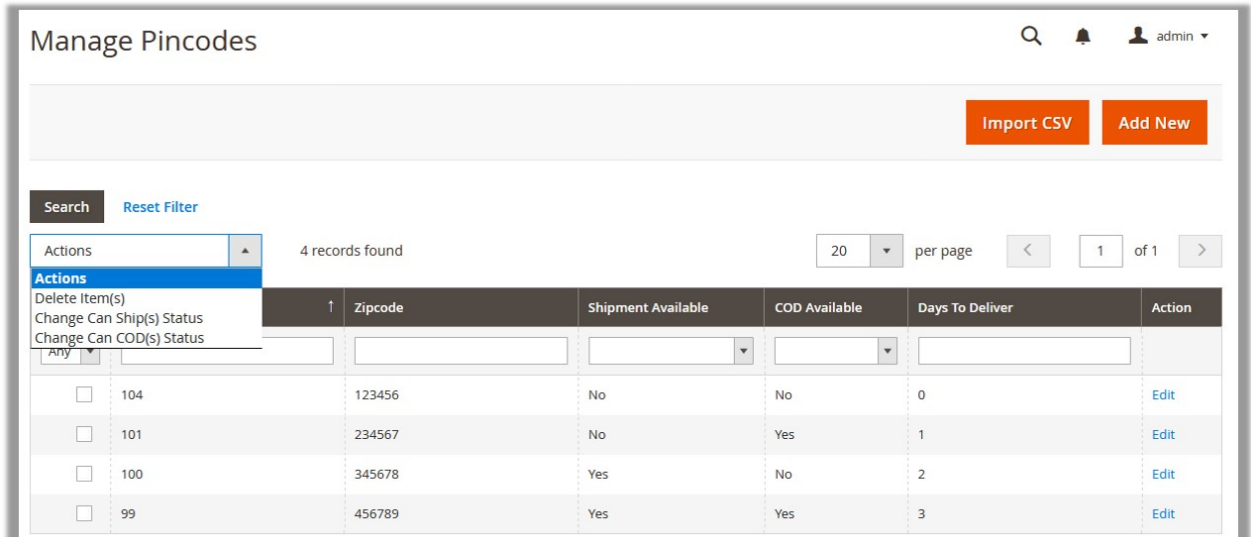 Manage Pincodes
admin
Import CSV
Add New
Search
Reset Filter
Actions
4 records found
20
per page
1
of 1
Actions
Delete Item(s)
Change Can Ship(s) Status
Change Can COD(s) Status
Zipcode
Shipment Available
COD Available
Days To Deliver
Action
Any
104 123456 No No 0 Edit
101 234567 No Yes 1 Edit
100 345678 Yes No 2 Edit
99 456789 Yes Yes 3 Edit